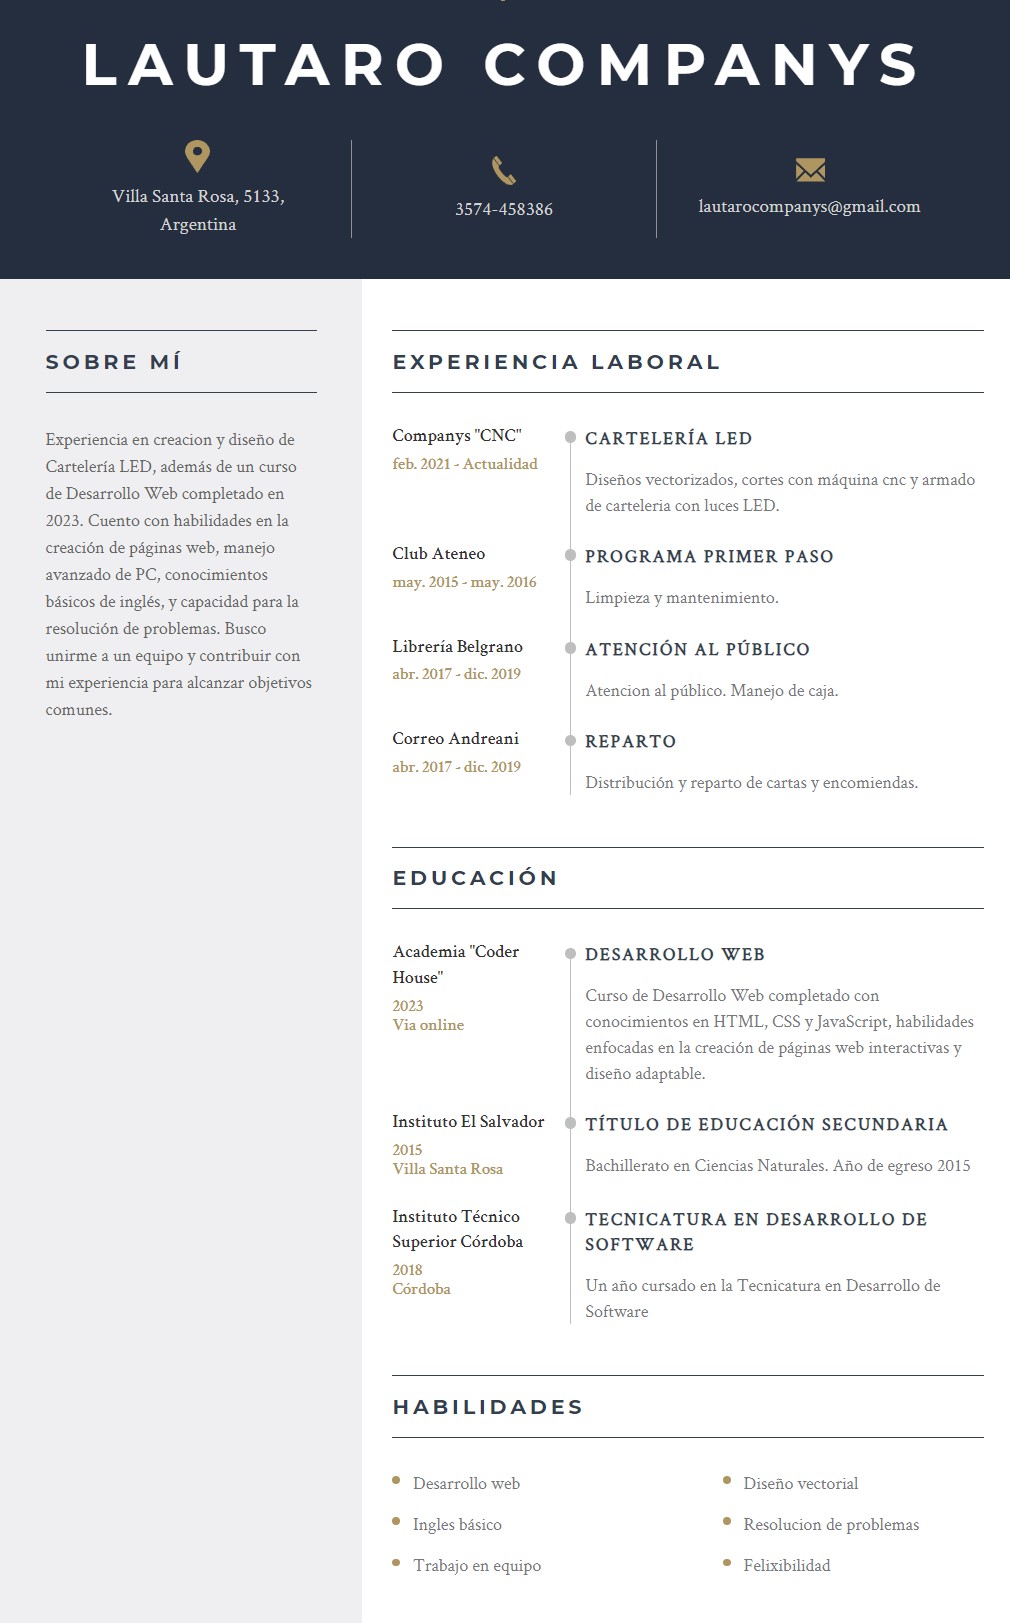 LAUTARO COMPANYS
Villa Santa Rosa, 5133,
Argentina
3574-458386
lautarocompanys@gmail.com
SOBRE MÍ
Experiencia en creacion y diseño de
Cartelería LED, además de un curso
de Desarrollo Web completado en
2023. Cuento con habilidades en la
creación de páginas web, manejo
avanzado de PC, conocimientos
básicos de inglés, y capacidad para la
resolución de problemas. Busco
unirme a un equipo y contribuir con
mi experiencia para alcanzar objetivos
comunes.
EXPERIENCIA LABORAL
Companys "CNC"
feb. 2021 - Actualidad
CARTELERÍA LED
Diseños vectorizados, cortes con máquina cnc y armado
de carteleria con luces LED.
Club Ateneo
may. 2015 - may. 2016
PROGRAMA PRIMER PASO
Limpieza y mantenimiento.
Librería Belgrano
abr. 2017 - dic. 2019
ATENCIÓN AL PÚBLICO
Atencion al público. Manejo de caja.
Correo Andreani
abr. 2017 - dic. 2019
REPARTO
Distribución y reparto de cartas y encomiendas.
EDUCACIÓN
Academia "Coder
House"
2023
Via online
DESARROLLO WEB
Curso de Desarrollo Web completado con
conocimientos en HTML, CSS y JavaScript, habilidades
enfocadas en la creación de páginas web interactivas y
diseño adaptable.
Instituto El Salvador
2015
Villa Santa Rosa
TÍTULO DE EDUCACIÓN SECUNDARIA
Bachillerato en Ciencias Naturales. Año de egreso 2015
Instituto Técnico
Superior Córdoba
2018
Córdoba
TECNICATURA EN DESARROLLO DE
SOFTWARE
Un año cursado en la Tecnicatura en Desarrollo de
Software
HABILIDADES
Desarrollo web
Ingles básico
Trabajo en equipo
Diseño vectorial
Resolucion de problemas
Felixibilidad